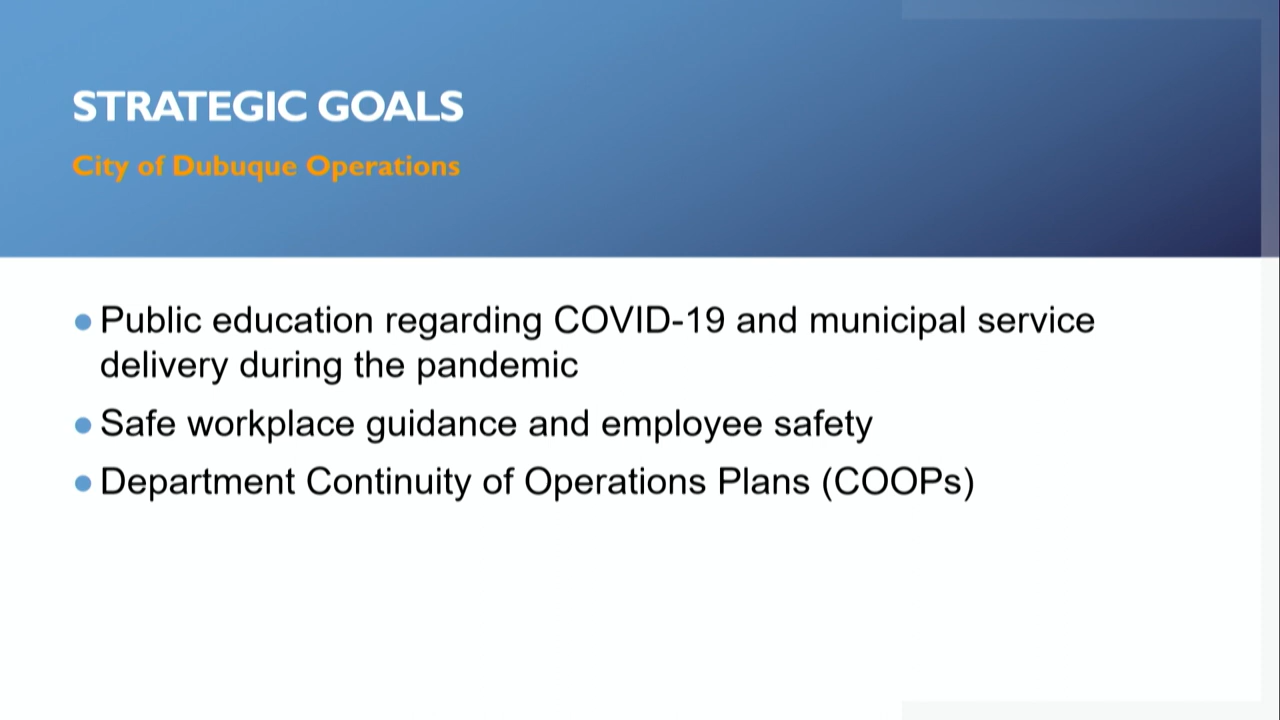 STRATEGIC GOALS
City of Dubuque Operations
● Public education regarding COVID-19 and municipal service
delivery during the pandemic
● Safe workplace guidance and employee safety
● Department Continuity of Operations Plans (COOPs)